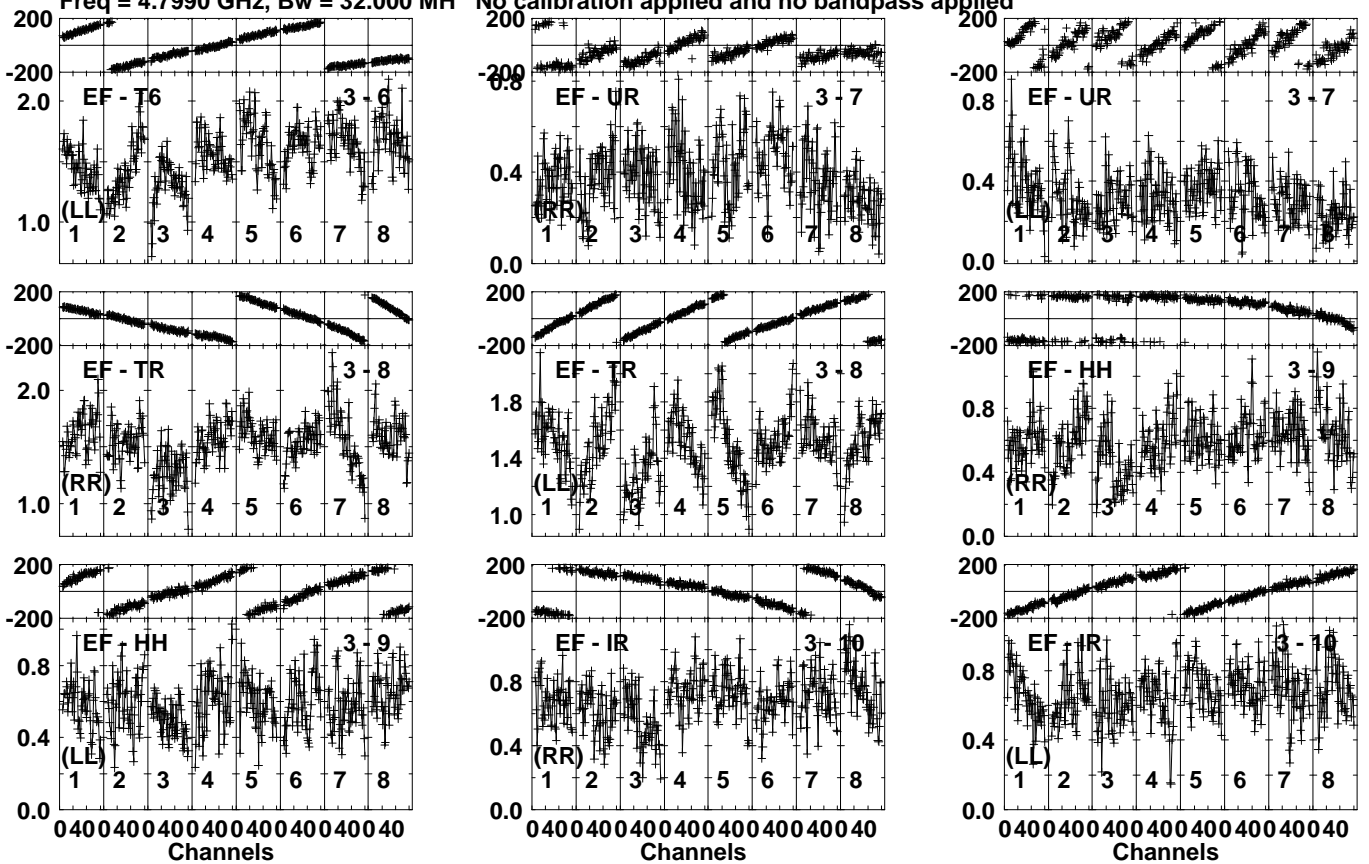 Freq = 4.7990 GHz, Bw = 32.000 MH No calibration applied and no bandpass applied
200 200 200
-200 -200 -200
EF - T6 3 - 6 0.8 EF - UR 3 - 7 EF - UR 3 - 7
2.0 0.8
0.4 0.4
(LL) (RR) (LL)
1.0
1 2 3 4 5 6 7 8 1 2 3 4 5 6 7 8 1 2 3 4 5 6 7 8
0.0 0.0
200 200 200
-200 -200 -200
EF - TR 3 - 8 EF - TR 3 - 8 EF - HH 3 - 9
2.0 1.8 0.8
1.4 0.4
(RR) (LL) (RR)
1.0 1 2 3 4 5 6 7 8 1.0 1 2 3 4 5 6 7 8 1 2 3 4 5 6 7 8
0.0
200 200 200
-200 -200 -200
EF - HH 3 - 9 EF - IR 3 - 10 EF - IR 3 - 10
0.8 0.8 0.8
0.4 0.4 0.4
(LL) (RR) (LL)
1 2 3 4 5 6 7 8 1 2 3 4 5 6 7 8 1 2 3 4 5 6 7 8
0.0 0.0 0.0
0 40 0 40 0 40 0 40 0 40 0 40 0 40 0 40 0 40 0 40 0 40 0 40 0 40 0 40 0 40 0 40 0 40 0 40 0 40 0 40 0 40 0 40 0 40 0 40
Channels Channels Channels